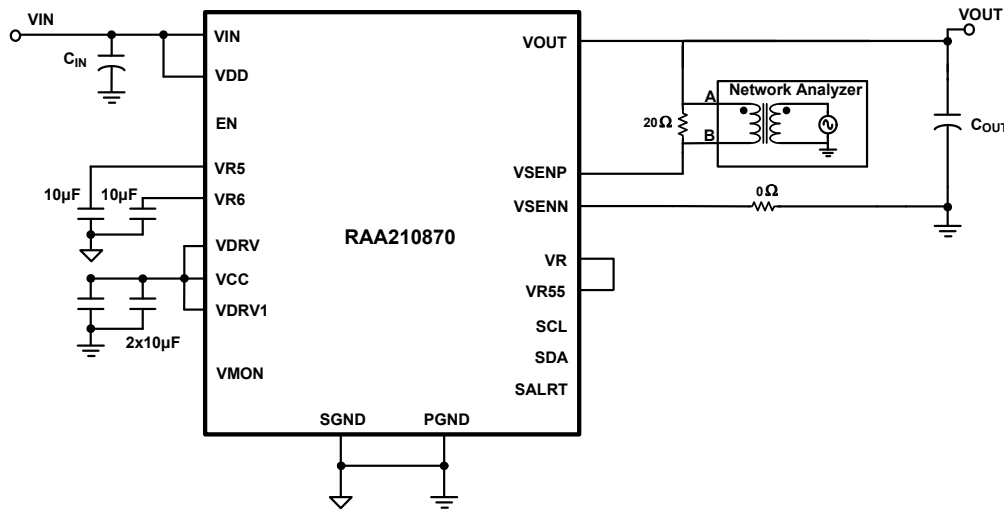 VIN
VOUT
VIN
VOUT
CIN
VDD
Network Analyzer
A
20Ω
B
COUT
EN
VR5
VSENP
10µF
10µF
0Ω
VR6
VSENN
RAA210870
VDRV
VCC
VR
VDRV1
VR55
2x10µF
SCL
SDA
VMON
SALRT
SGND
PGND